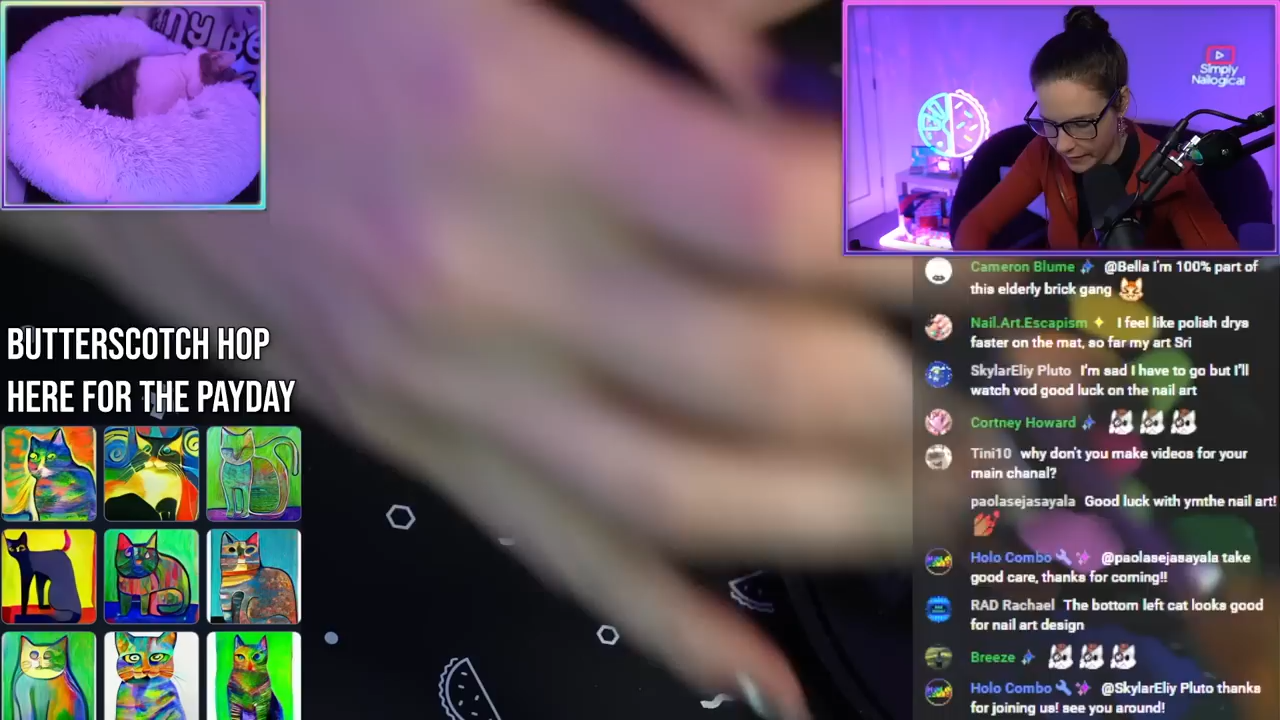 MY BE
Simply
Nailogical
BUTTERSCOTCH HOP
HERE FOR THE PAYDAY
Cameron Blume @Bella I'm 100% part of
this elderly brick gang
Nail.Art.Escapism I feel like polish drys
faster on the mat, so far my art Sri
SkylarEliy Pluto I'm sad I have to go but I'll
watch vod good luck on the nail art
Cortney Howard
Tini10 why don't you make videos for your
main chanal?
paolasejasayala Good luck with ymthe nail art!
Holo Combo @paolasejasayala take
good care, thanks for coming!!
RAD Rachael The bottom left cat looks good
for nail art design
Breeze
Holo Combo @SkylarEliy Pluto thanks
for joining us! see you around!